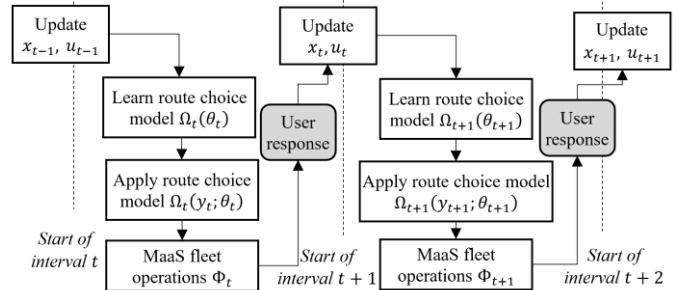 Update
x_{t−1}, u_{t−1}
Learn route choice
model Ω_t(θ_t)
Apply route choice
model Ω_t(y_t; θ_t)
Start of
interval t
MaaS fleet
operations Φ_t
User
response
Update
x_t, u_t
Start of
interval t + 1
Learn route choice
model Ω_{t+1}(θ_{t+1})
Apply route choice model
Ω_{t+1}(y_{t+1}; θ_{t+1})
MaaS fleet
operations Φ_{t+1}
User
response
Update
x_{t+1}, u_{t+1}
Start of
interval t + 2